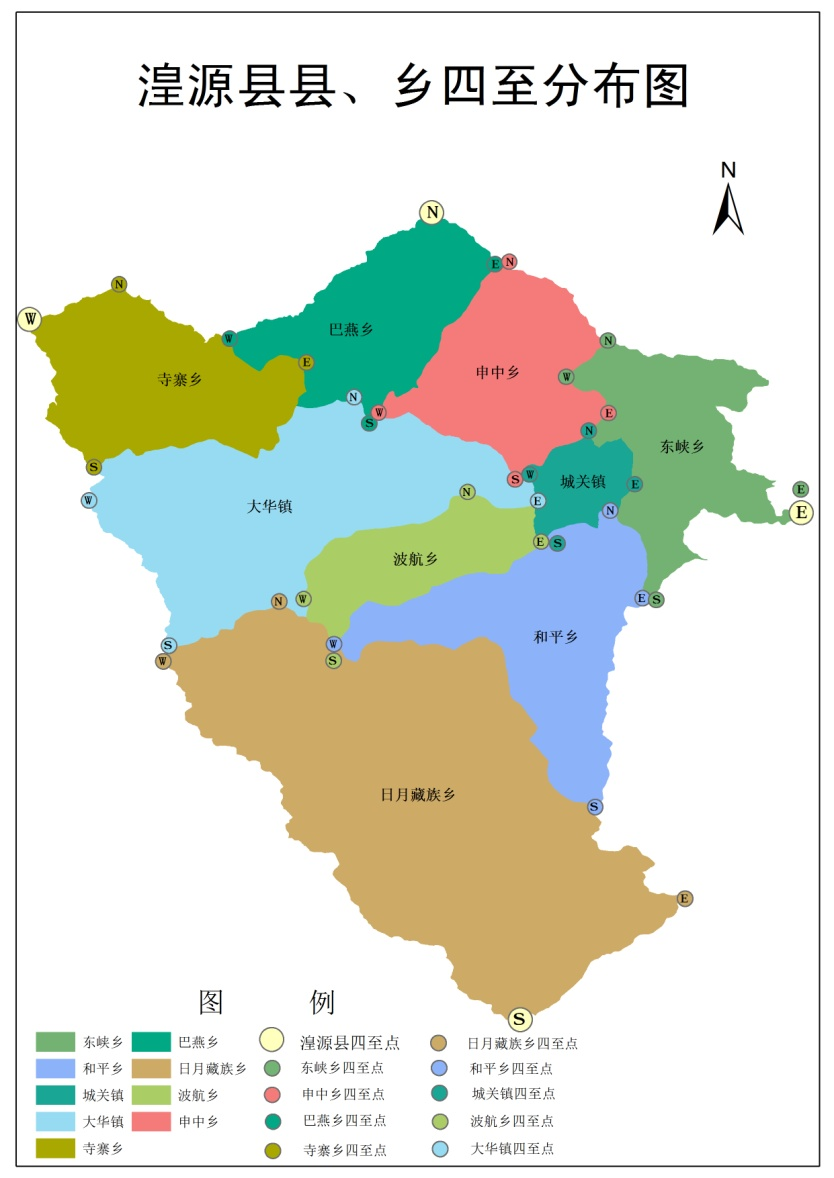 湟源县县、乡四至分布图
N
N
E N
N
W
W
N
巴燕乡
E
申中乡
W
寺寨乡
N
W
E
S
N
东峡乡
S
S
W
城关镇
E
E
W
N
E
N
E
大华镇
E
S
波航乡
N
W
E
S
和平乡
S
W
W
S
日月藏族乡
S
E
S
图 例
东峡乡
巴燕乡
湟源县四至点
日月藏族乡四至点
和平乡
日月藏族乡
东峡乡四至点
和平乡四至点
城关镇
波航乡
申中乡四至点
城关镇四至点
大华镇
申中乡
巴燕乡四至点
波航乡四至点
寺寨乡
寺寨乡四至点
大华镇四至点